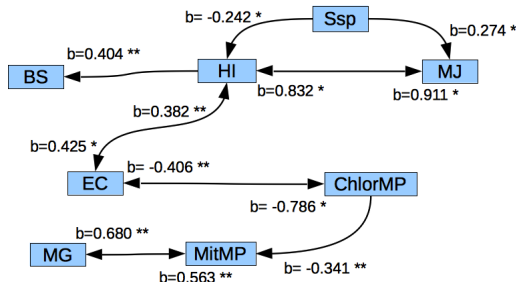 b= -0.242 *
Ssp
b=0.274 *
b=0.404 **
BS
HI
MJ
b=0.832 *
b=0.911 *
b=0.382 **
b=0.425 *
b= -0.406 **
EC
ChlorMP
b= -0.786 *
b=0.680 **
MG
MitMP
b=0.563 **
b= -0.341 **